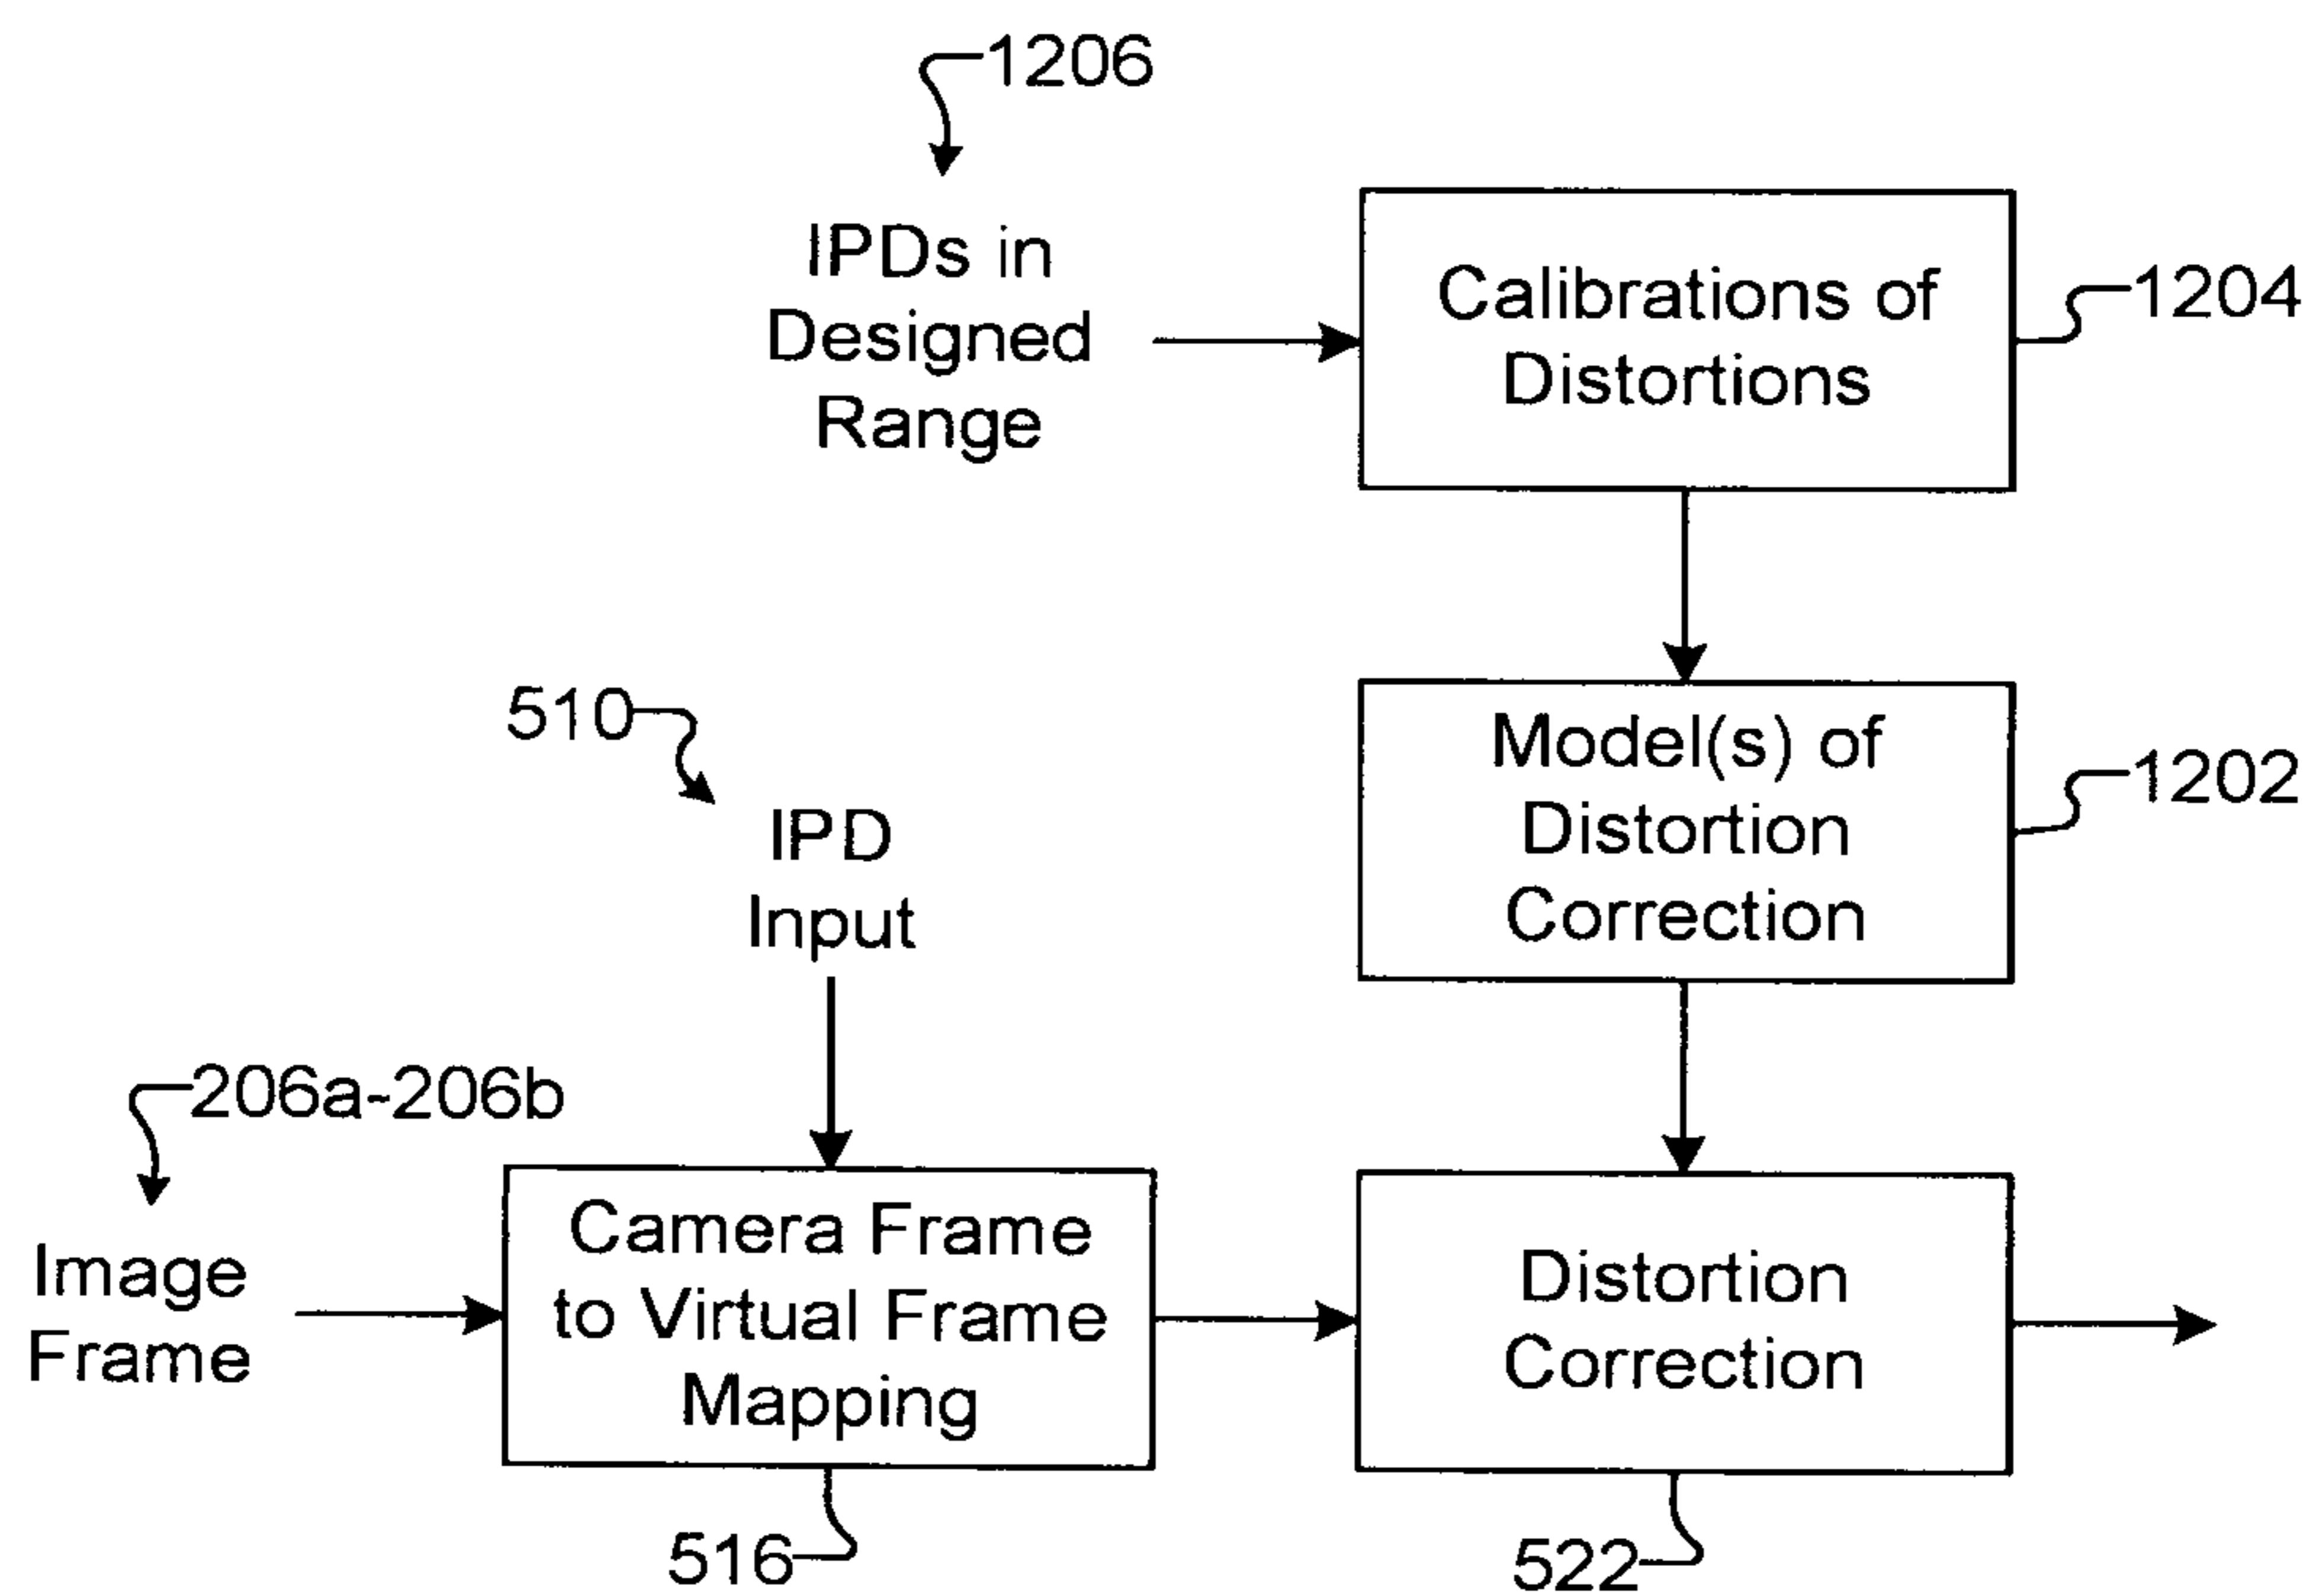 1206
IPDs in
Designed
Range
Calibrations of
Distortions
1204
510
IPD
Input
Model(s) of
Distortion
Correction
1202
206a-206b
Image
Frame
Camera Frame
to Virtual Frame
Mapping
516
Distortion
Correction
522